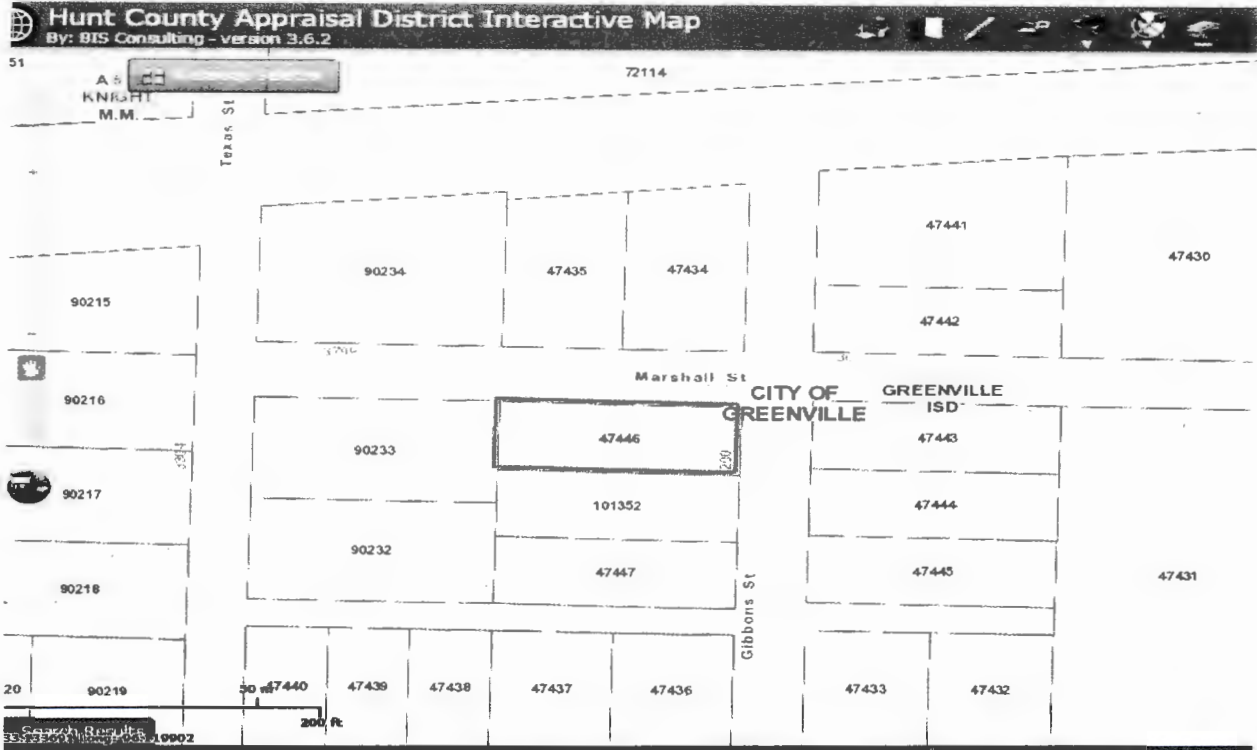 Hunt County Appraisal District Interactive Map
By: BIS Consulting - version 3.6.2
51
72114
KNIGHT
M.M.
Texas St
47441
47430
90234
47435
47434
90215
47442
Marshall St
CITY OF
GREENVILLE
GREENVILLE
ISD
90216
47446
47443
90233
200
90217
101352
47444
90232
47447
47445
47431
90218
Gibbons St
20
90219
47440
47439
47438
47437
47436
47433
47432
50 m
200 ft
Search Results